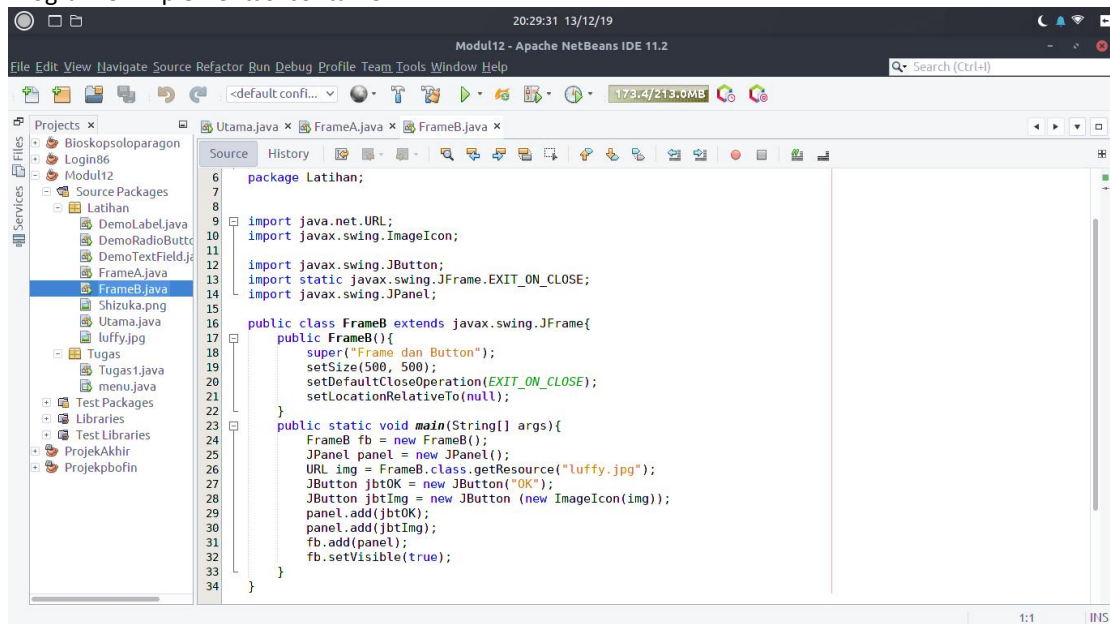 20:29:31 13/12/19
Modul12 - Apache NetBeans IDE 11.2
File Edit View Navigate Source Refactor Run Debug Profile Team Tools Window Help
Search (Ctrl+I)
<default confi...
173.4/213.0MB
Files
Services
Projects
Bioskopsoloparagon
Login86
Modul12
Source Packages
Latihan
DemoLabel.java
DemoRadioButto
DemoTextField.ja
FrameA.java
FrameB.java
Shizuka.png
Utama.java
luffy.jpg
Tugas
Tugas1.java
menu.java
Test Packages
Libraries
Test Libraries
ProjekAkhir
Projekpbofin
Utama.java FrameA.java FrameB.java
Source History
6 package Latihan;
7
8
9 import java.net.URL;
10 import javax.swing.ImageIcon;
11
12 import javax.swing.JButton;
13 import static javax.swing.JFrame.EXIT_ON_CLOSE;
14 import javax.swing.JPanel;
15
16 public class FrameB extends javax.swing.JFrame{
17 public FrameB(){
18 super("Frame dan Button");
19 setSize(500, 500);
20 setDefaultCloseOperation(EXIT_ON_CLOSE);
21 setLocationRelativeTo(null);
22 }
23 public static void main(String[] args){
24 FrameB fb = new FrameB();
25 JPanel panel = new JPanel();
26 URL img = FrameB.class.getResource("luffy.jpg");
27 JButton jbtOK = new JButton("OK");
28 JButton jbtImg = new JButton (new ImageIcon(img));
29 panel.add(jbtOK);
30 panel.add(jbtImg);
31 fb.add(panel);
32 fb.setVisible(true);
33 }
34 }
1:1 INS